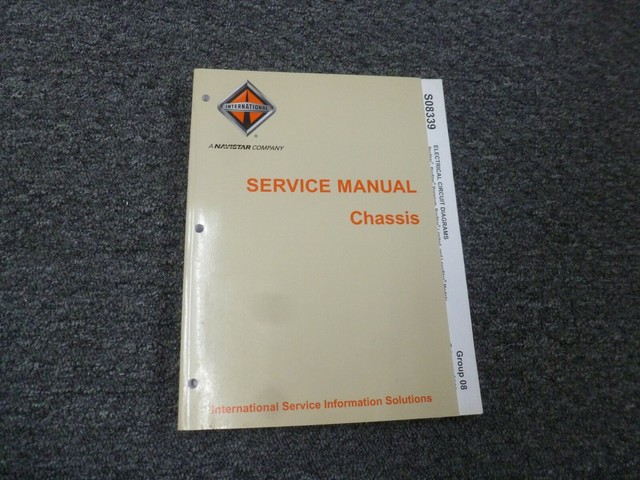 INTERNATIONAL
®
A NAVISTAR COMPANY
SERVICE MANUAL
Chassis
International Service Information Solutions
S08339
ELECTRICAL CIRCUIT DIAGRAMS
Group 08